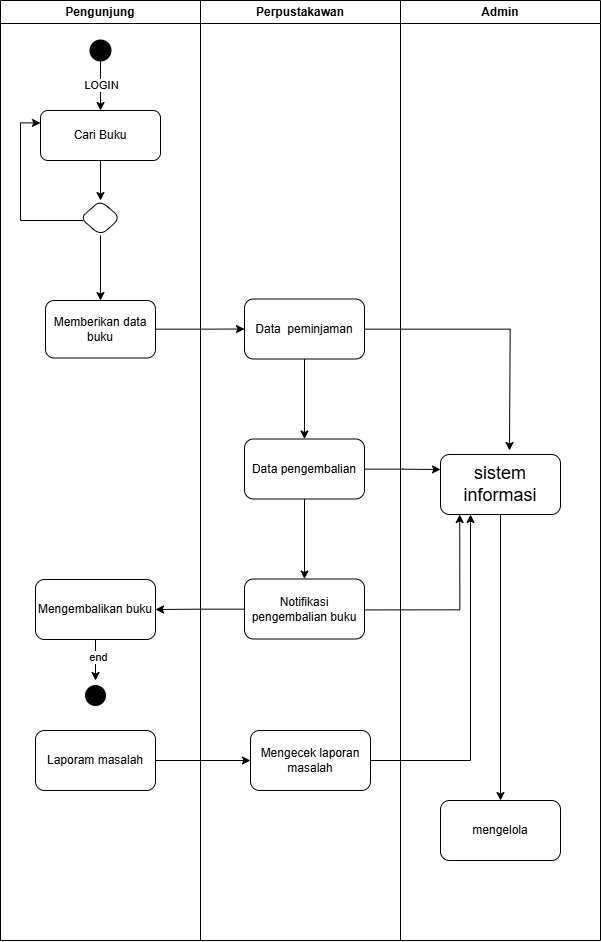 Pengunjung
Perpustakawan
Admin
LOGIN
Cari Buku
Memberikan data
buku
Data peminjaman
Data pengembalian
sistem
informasi
Mengembalikan buku
Notifikasi
pengembalian buku
end
Laporam masalah
Mengecek laporan
masalah
mengelola